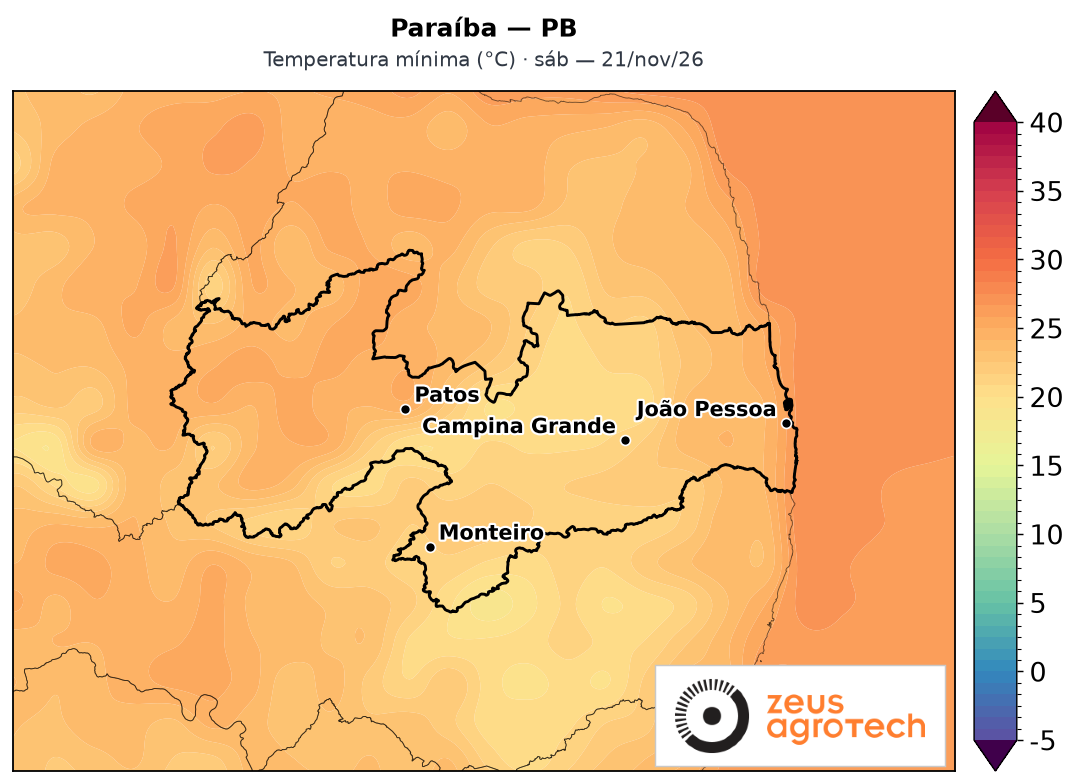 Paraíba — PB
Temperatura mínima (°C) · sáb — 21/nov/26
40
35
30
25
20
15
10
5
0
-5
Patos
João Pessoa
Campina Grande
Monteiro
zeus
agrotech